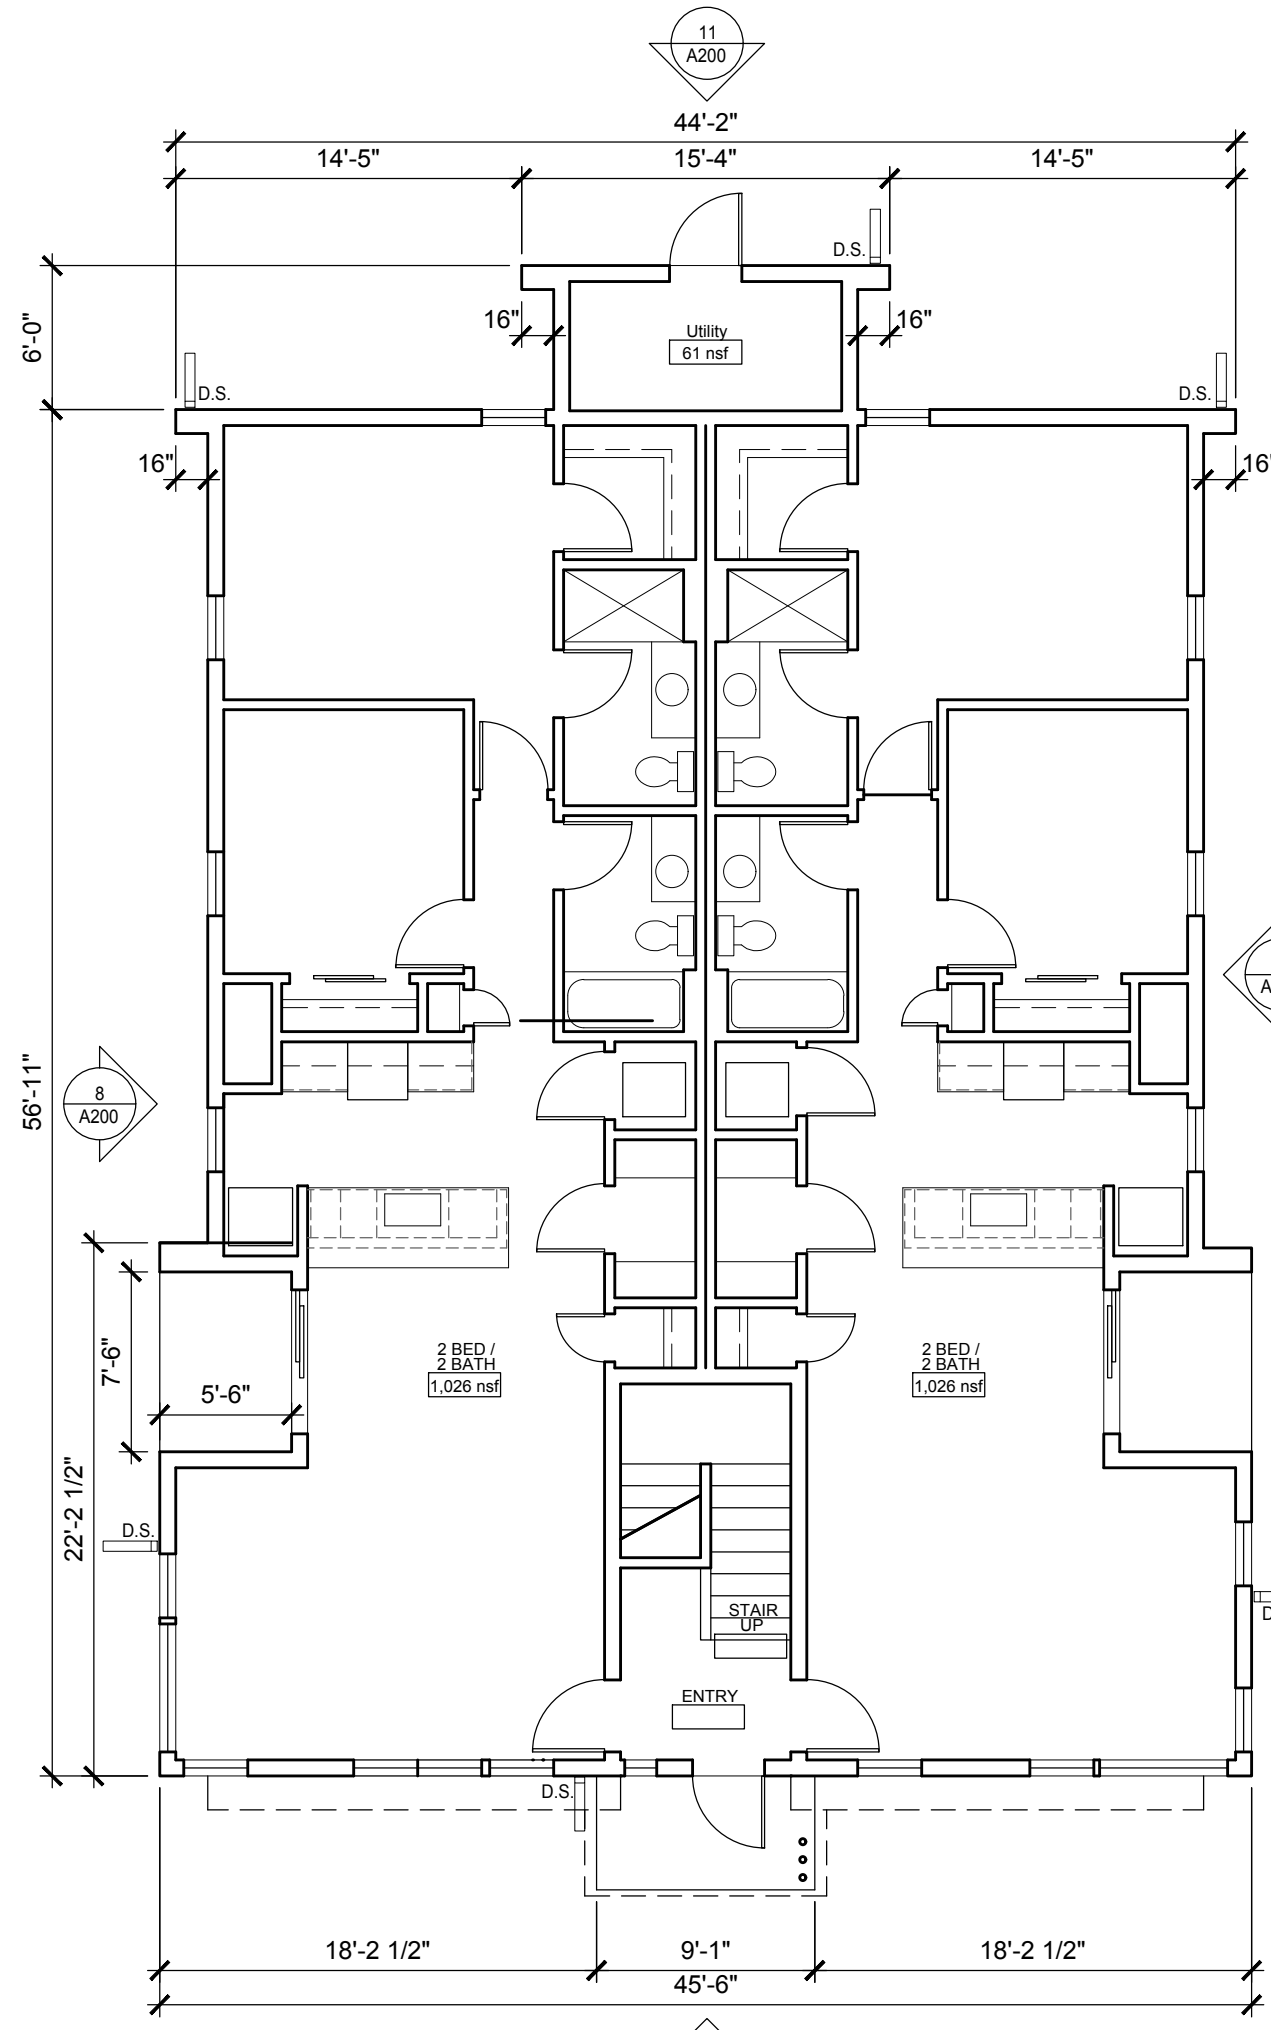 11
A200
44'-2"
14'-5"
15'-4"
14'-5"
D.S.
16"
16"
6'-0"
Utility
61 nsf
D.S.
D.S.
16"
16"
A
56'-11"
8
A200
7'-6"
5'-6"
2 BED /
2 BATH
1,026 nsf
2 BED /
2 BATH
1,026 nsf
22'-2 1/2"
D.S.
STAIR
UP
ENTRY
D.S.
18'-2 1/2"
9'-1"
18'-2 1/2"
45'-6"